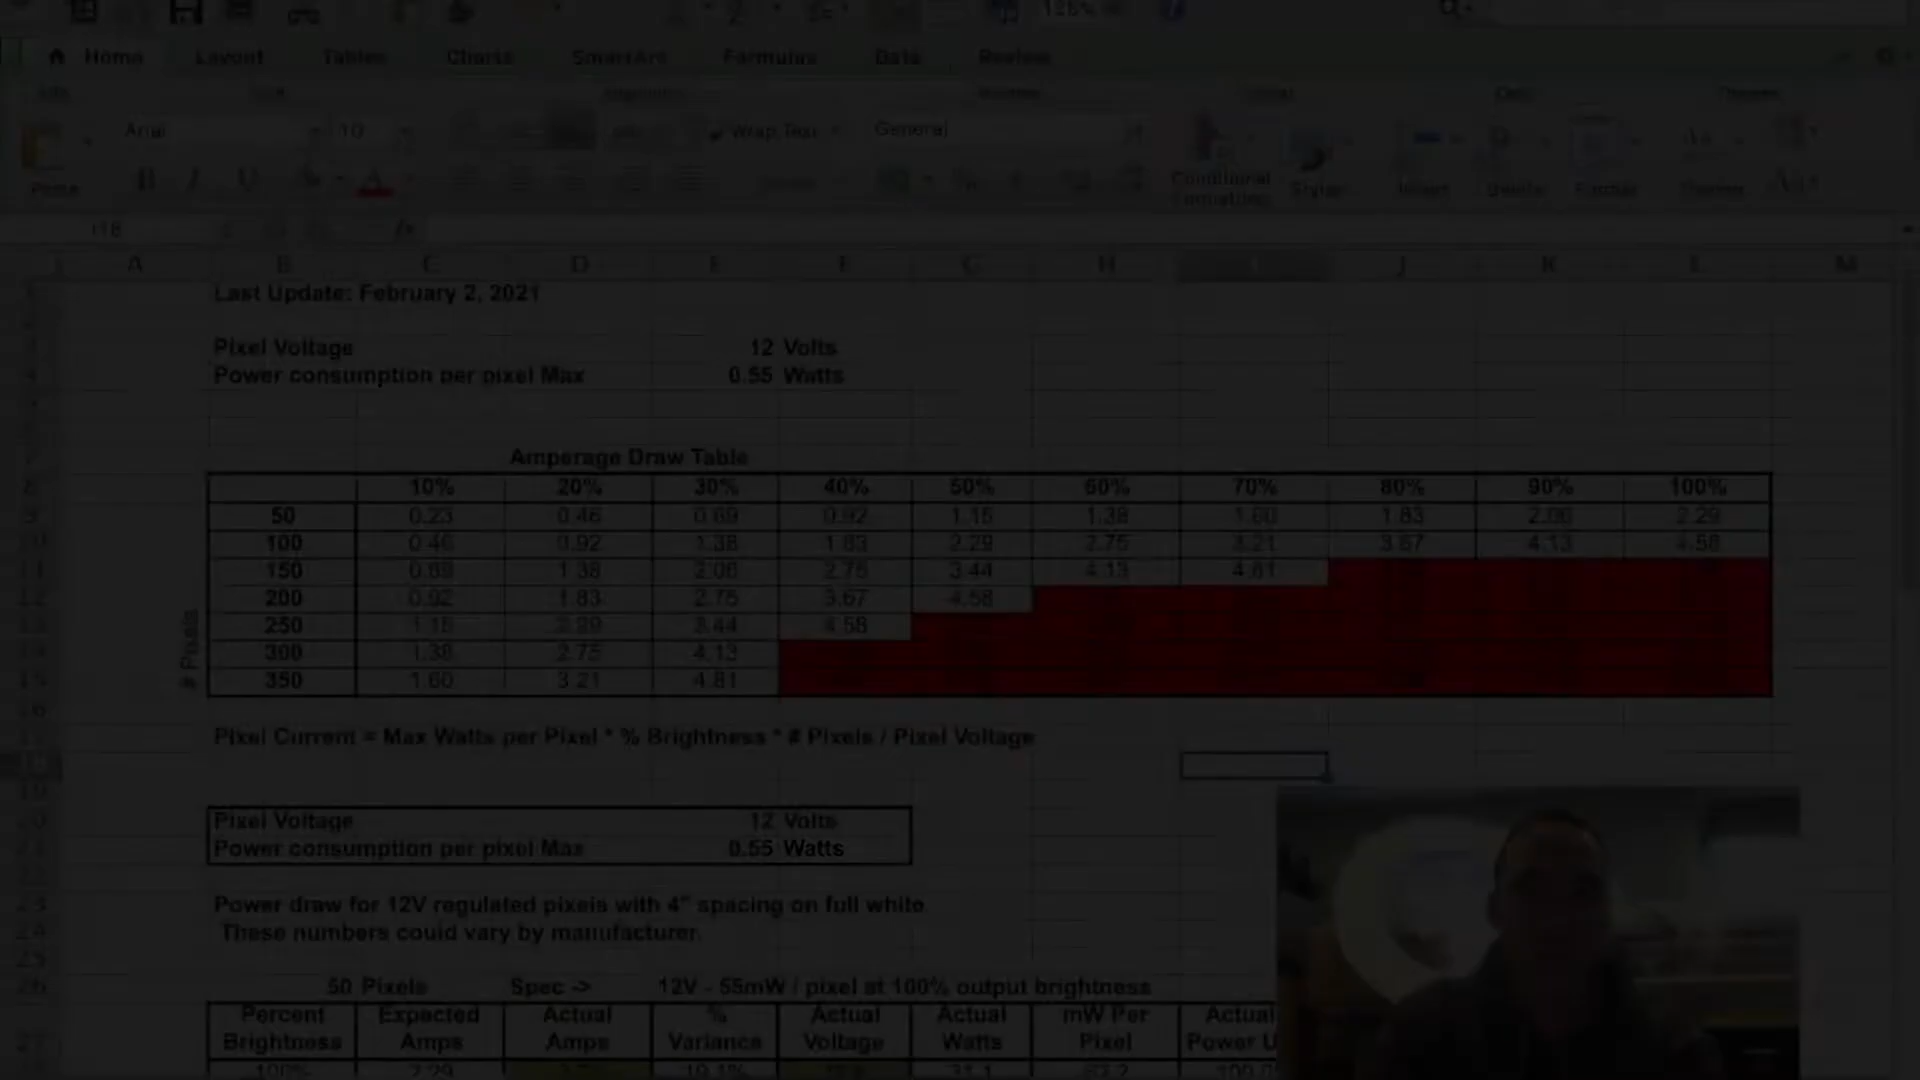 125%
Home Layout Tables Charts SmartArt Formulas Data Review
Arial 10 Wrap Text General
Paste B I U Conditional Formatting Styles Insert Delete Format Themes
A B C D E F G H J K L M
Last Update: February 2, 2021
Pixel Voltage 12 Volts
Power consumption per pixel Max 0.55 Watts
Amperage Draw Table
10% 20% 30% 40% 50% 60% 70% 80% 90% 100%
50 0.23 0.46 0.69 0.92 1.15 1.38 1.60 1.83 2.06 2.29
100 0.46 0.92 1.38 1.83 2.29 2.75 3.21 3.67 4.13 4.58
150 0.69 1.38 2.06 2.75 3.44 4.13 4.81
200 0.92 1.83 2.75 3.67 4.58
250 1.15 2.29 3.44 4.58
300 1.38 2.75 4.13
350 1.60 3.21 4.81
# Pixels
Pixel Current = Max Watts per Pixel * % Brightness * # Pixels / Pixel Voltage
Pixel Voltage 12 Volts
Power consumption per pixel Max 0.55 Watts
Power draw for 12V regulated pixels with 4" spacing on full white
These numbers could vary by manufacturer.
50 Pixels Spec -> 12V - 55mW / pixel at 100% output brightness
Percent Expected Actual % Actual Actual mW Per Actual
Brightness Amps Amps Variance Voltage Watts Pixel Power U
100% 2.29 19.1%